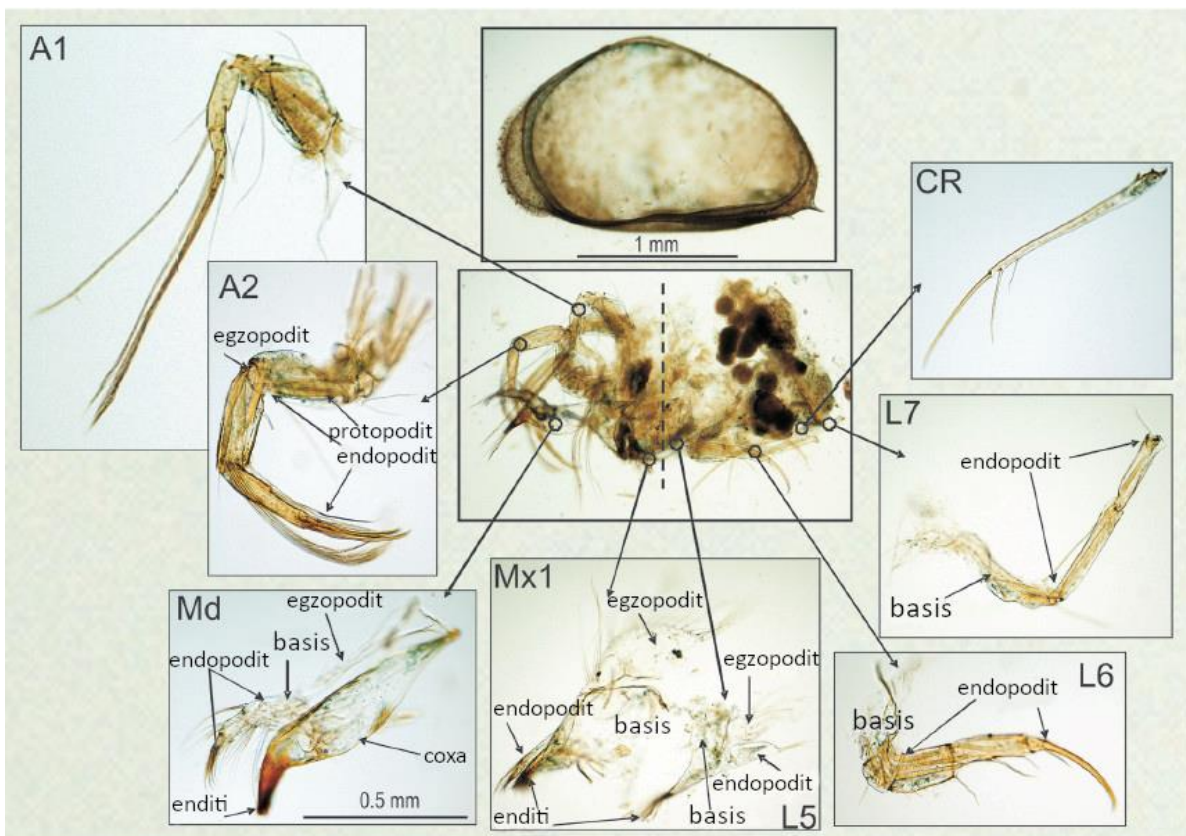 A1
1 mm
CR
A2
egzopodit
protopodit
endopodit
L7
endopodit
basis
Md
egzopodit
basis
endopodit
coxa
enditi
0.5 mm
Mx1
egzopodit
egzopodit
endopodit
basis
endopodit
enditi
basis
L5
L6
endopodit
basis